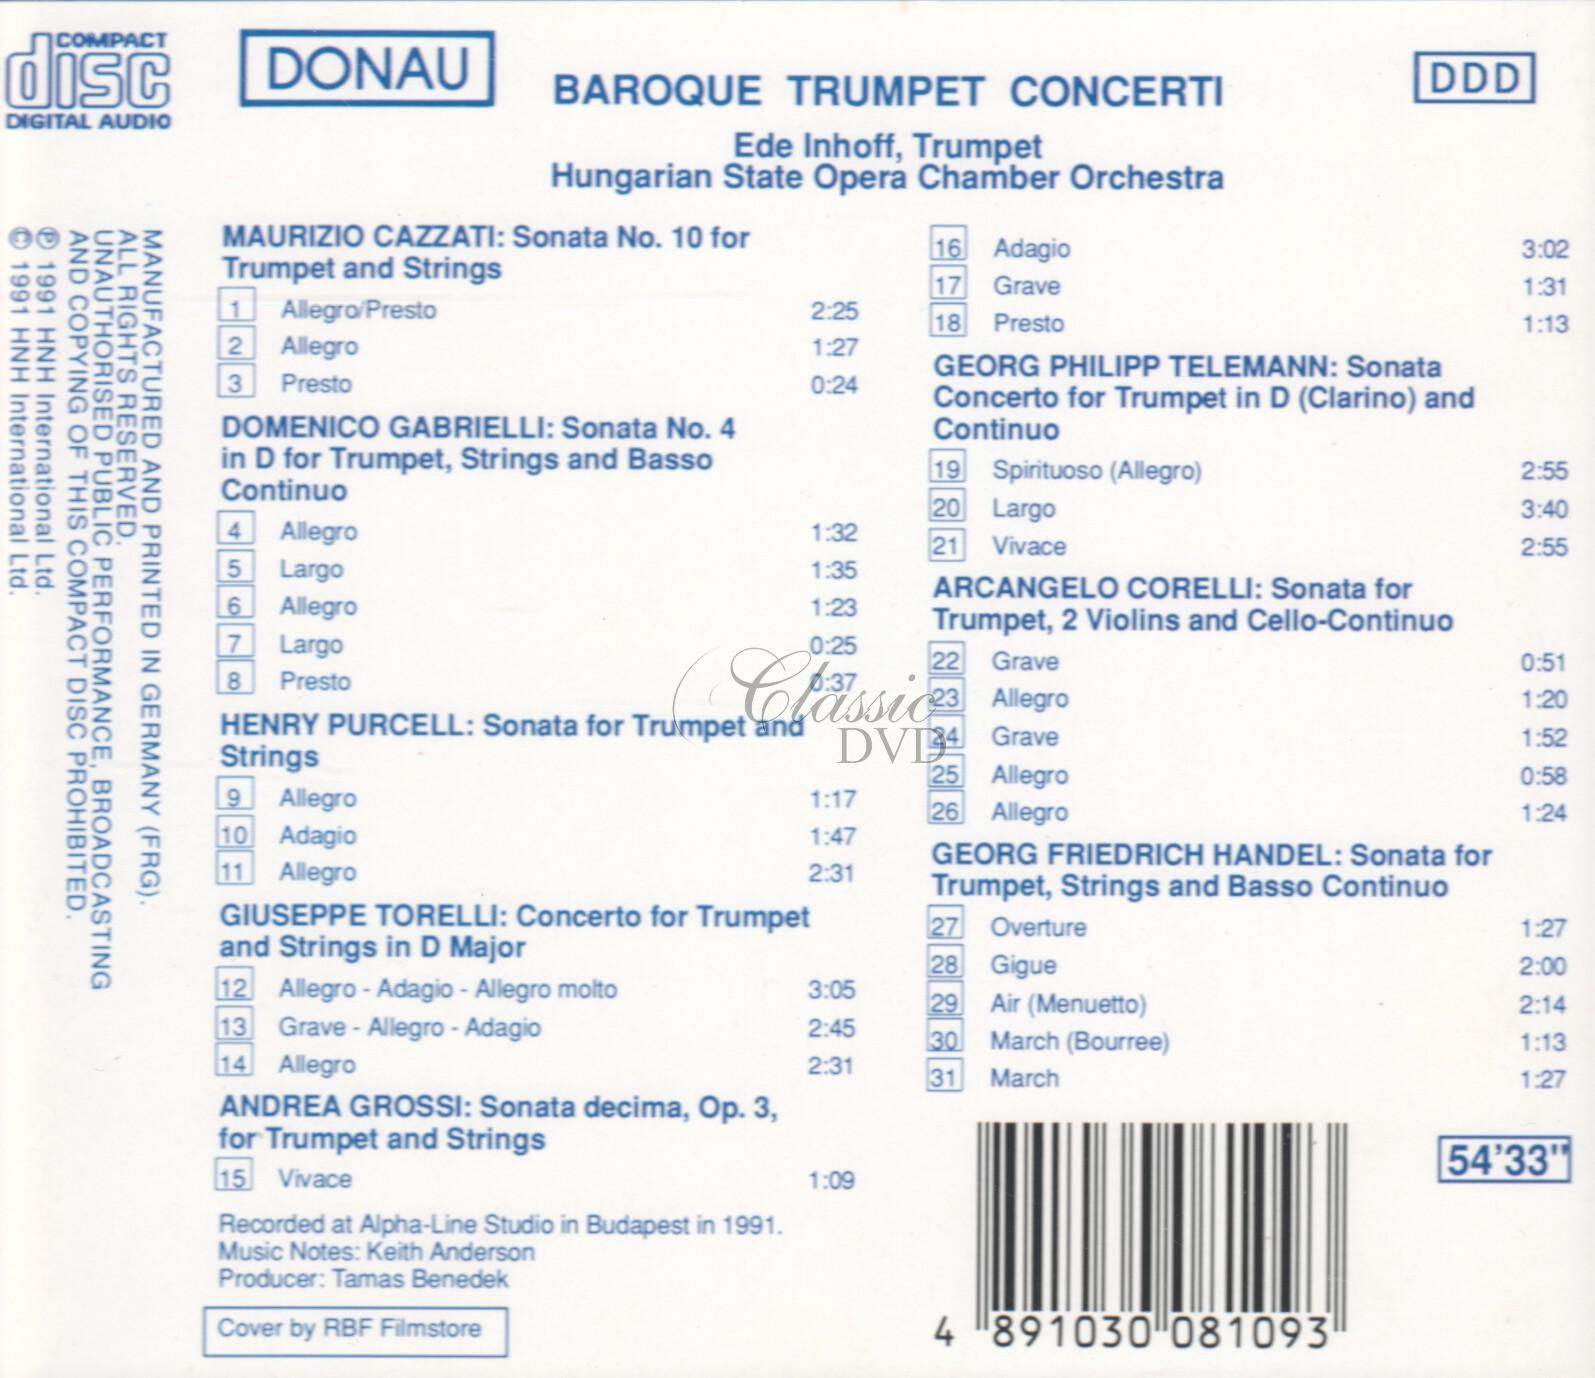 COMPACT
disc
DIGITAL AUDIO
DONAU
BAROQUE TRUMPET CONCERTI
DDD
Ede Inhoff, Trumpet
Hungarian State Opera Chamber Orchestra
MAURIZIO CAZZATI: Sonata No. 10 for
Trumpet and Strings
1 Allegro/Presto 2:25
2 Allegro 1:27
3 Presto 0:24
DOMENICO GABRIELLI: Sonata No. 4
in D for Trumpet, Strings and Basso
Continuo
4 Allegro 1:32
5 Largo 1:35
6 Allegro 1:23
7 Largo 0:25
8 Presto 0:37
HENRY PURCELL: Sonata for Trumpet and
Strings
9 Allegro 1:17
10 Adagio 1:47
11 Allegro 2:31
GIUSEPPE TORELLI: Concerto for Trumpet
and Strings in D Major
12 Allegro - Adagio - Allegro molto 3:05
13 Grave - Allegro - Adagio 2:45
14 Allegro 2:31
ANDREA GROSSI: Sonata decima, Op. 3,
for Trumpet and Strings
15 Vivace 1:09
Recorded at Alpha-Line Studio in Budapest in 1991.
Music Notes: Keith Anderson
Producer: Tamas Benedek
Cover by RBF Filmstore
16 Adagio 3:02
17 Grave 1:31
18 Presto 1:13
GEORG PHILIPP TELEMANN: Sonata
Concerto for Trumpet in D (Clarino) and
Continuo
19 Spirituoso (Allegro) 2:55
20 Largo 3:40
21 Vivace 2:55
ARCANGELO CORELLI: Sonata for
Trumpet, 2 Violins and Cello-Continuo
22 Grave 0:51
23 Allegro 1:20
24 Grave 1:52
25 Allegro 0:58
26 Allegro 1:24
GEORG FRIEDRICH HANDEL: Sonata for
Trumpet, Strings and Basso Continuo
27 Overture 1:27
28 Gigue 2:00
29 Air (Menuetto) 2:14
30 March (Bourree) 1:13
31 March 1:27
54'33"
4 891030 081093
MANUFACTURED AND PRINTED IN GERMANY (FRG).
ALL RIGHTS RESERVED.
UNAUTHORISED PUBLIC PERFORMANCE, BROADCASTING
AND COPYING OF THIS COMPACT DISC PROHIBITED.
℗ 1991 HNH International Ltd.
© 1991 HNH International Ltd.
Classic
DVD